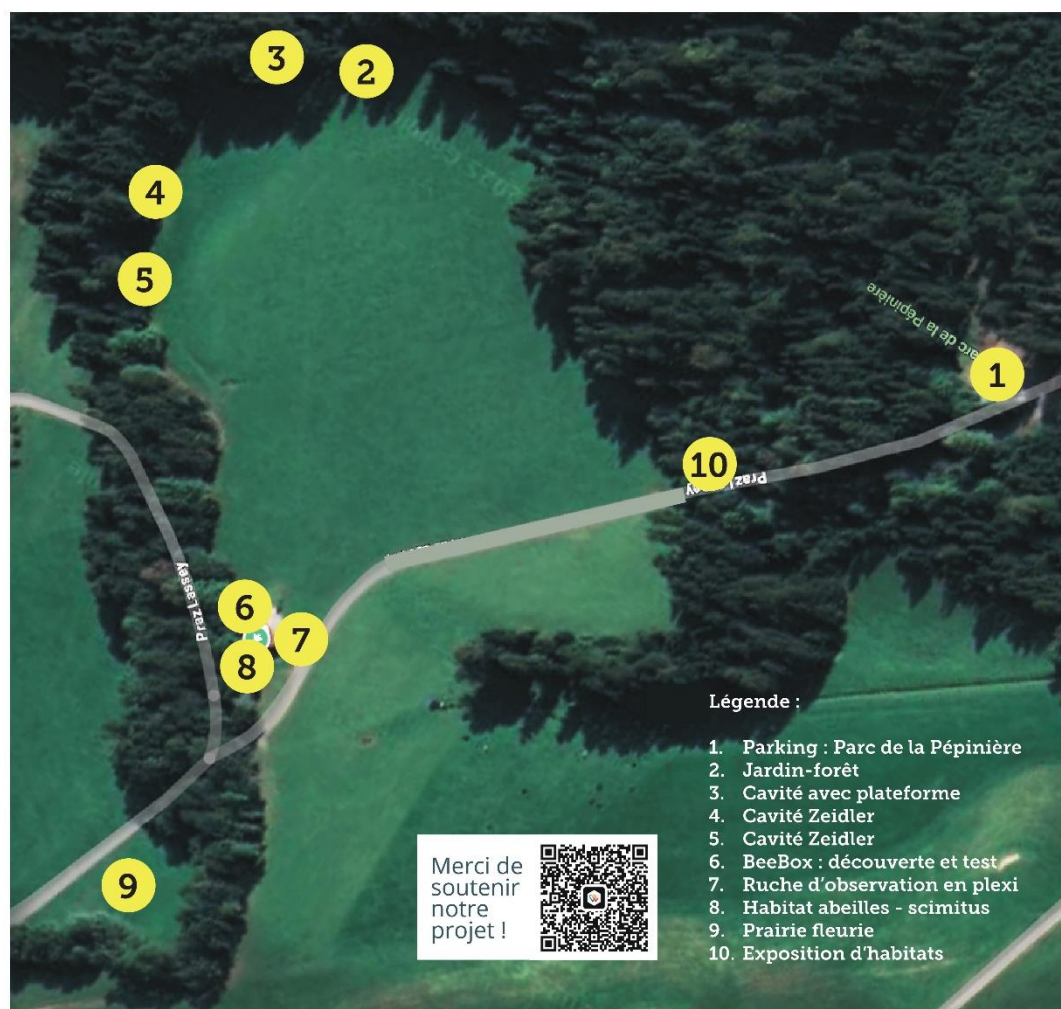 3
2
4
5
Parc de la Pépinière
1
10
Praz Lassey
Praz Lassey
6
7
8
9
Légende :
1. Parking : Parc de la Pépinière
2. Jardin-forêt
3. Cavité avec plateforme
4. Cavité Zeidler
5. Cavité Zeidler
6. BeeBox : découverte et test
7. Ruche d'observation en plexi
8. Habitat abeilles - scimitus
9. Prairie fleurie
10. Exposition d'habitats
Merci de
soutenir
notre
projet !